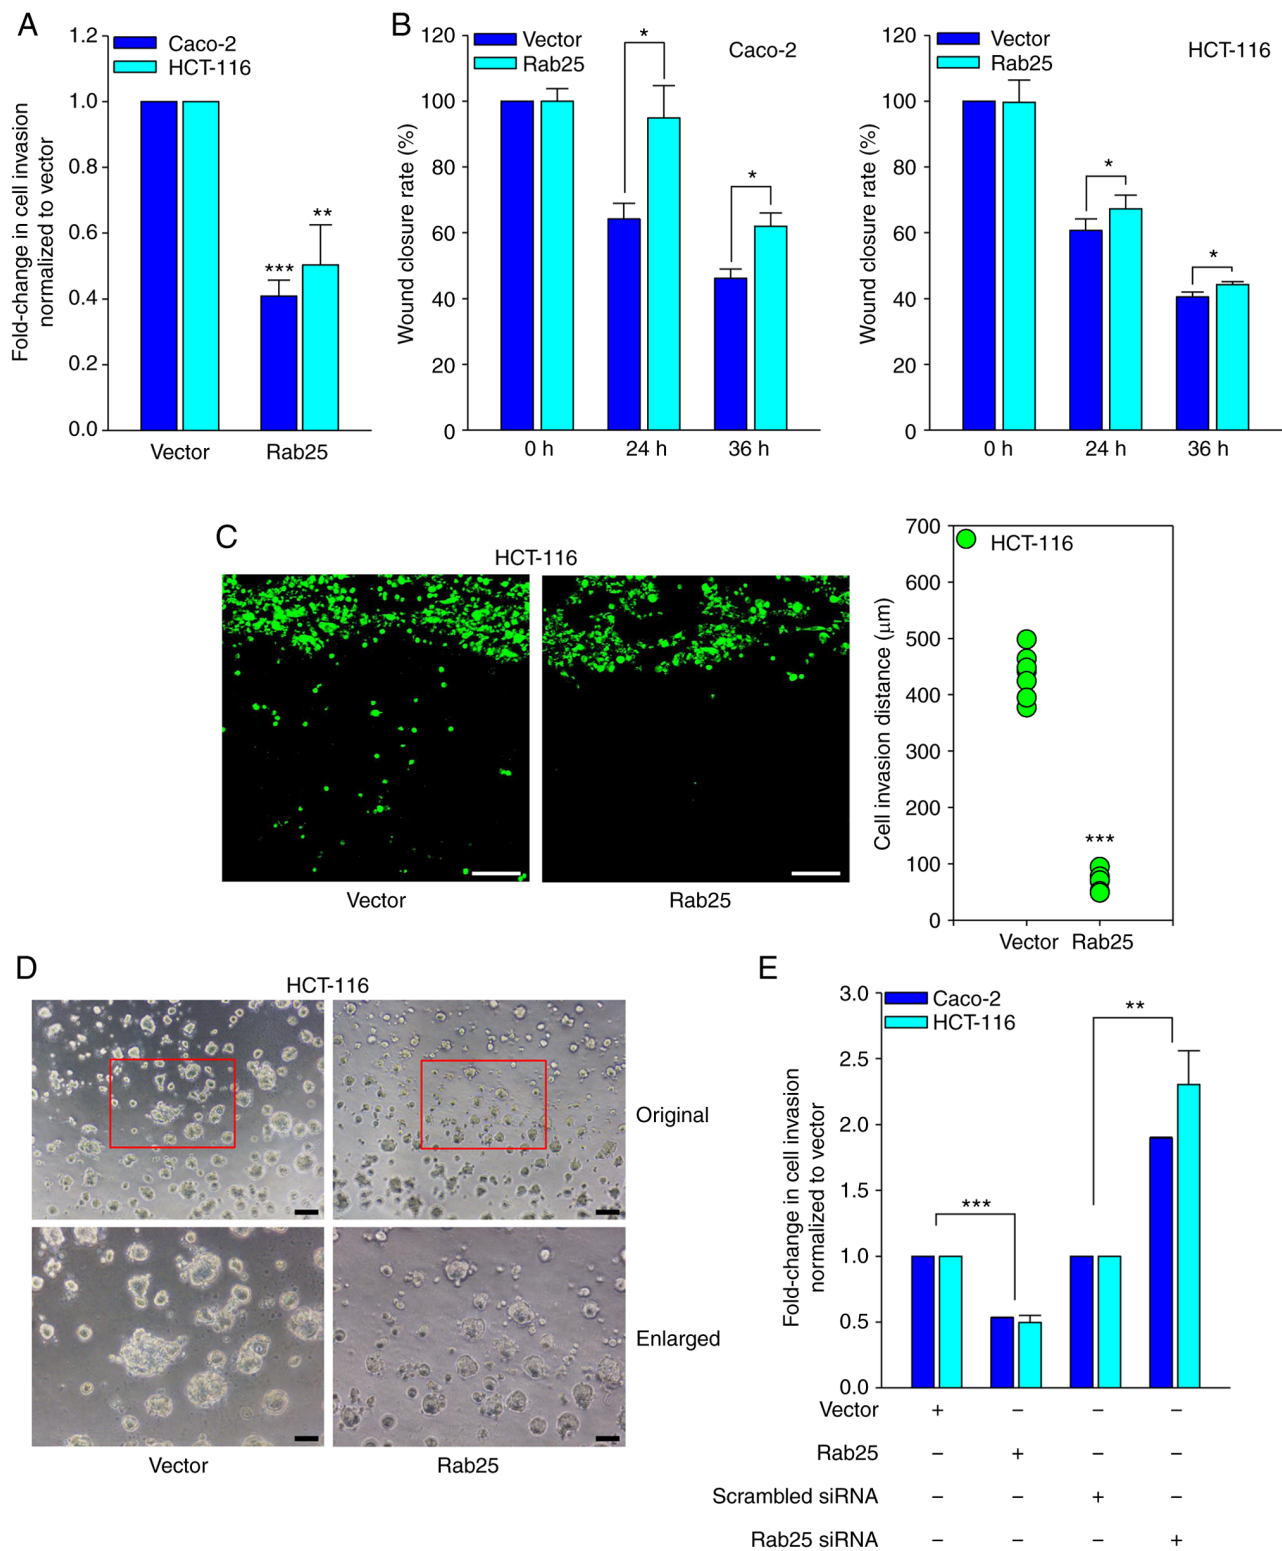 A
1.2
1.0
0.8
0.6
0.4
0.2
0.0
Fold-change in cell invasion
normalized to vector
Caco-2
HCT-116
***
**
Vector
Rab25
B
120
100
80
60
40
20
0
Wound closure rate (%)
Vector
Rab25
Caco-2
*
*
0 h
24 h
36 h
120
100
80
60
40
20
0
Wound closure rate (%)
Vector
Rab25
HCT-116
*
*
0 h
24 h
36 h
C
HCT-116
Vector
Rab25
700
600
500
400
300
200
100
0
Cell invasion distance (μm)
HCT-116
***
Vector
Rab25
D
HCT-116
Original
Enlarged
Vector
Rab25
E
3.0
2.5
2.0
1.5
1.0
0.5
0.0
Fold-change in cell invasion
normalized to vector
Caco-2
HCT-116
***
**
Vector + − − −
Rab25 − + − −
Scrambled siRNA − − + −
Rab25 siRNA − − − +